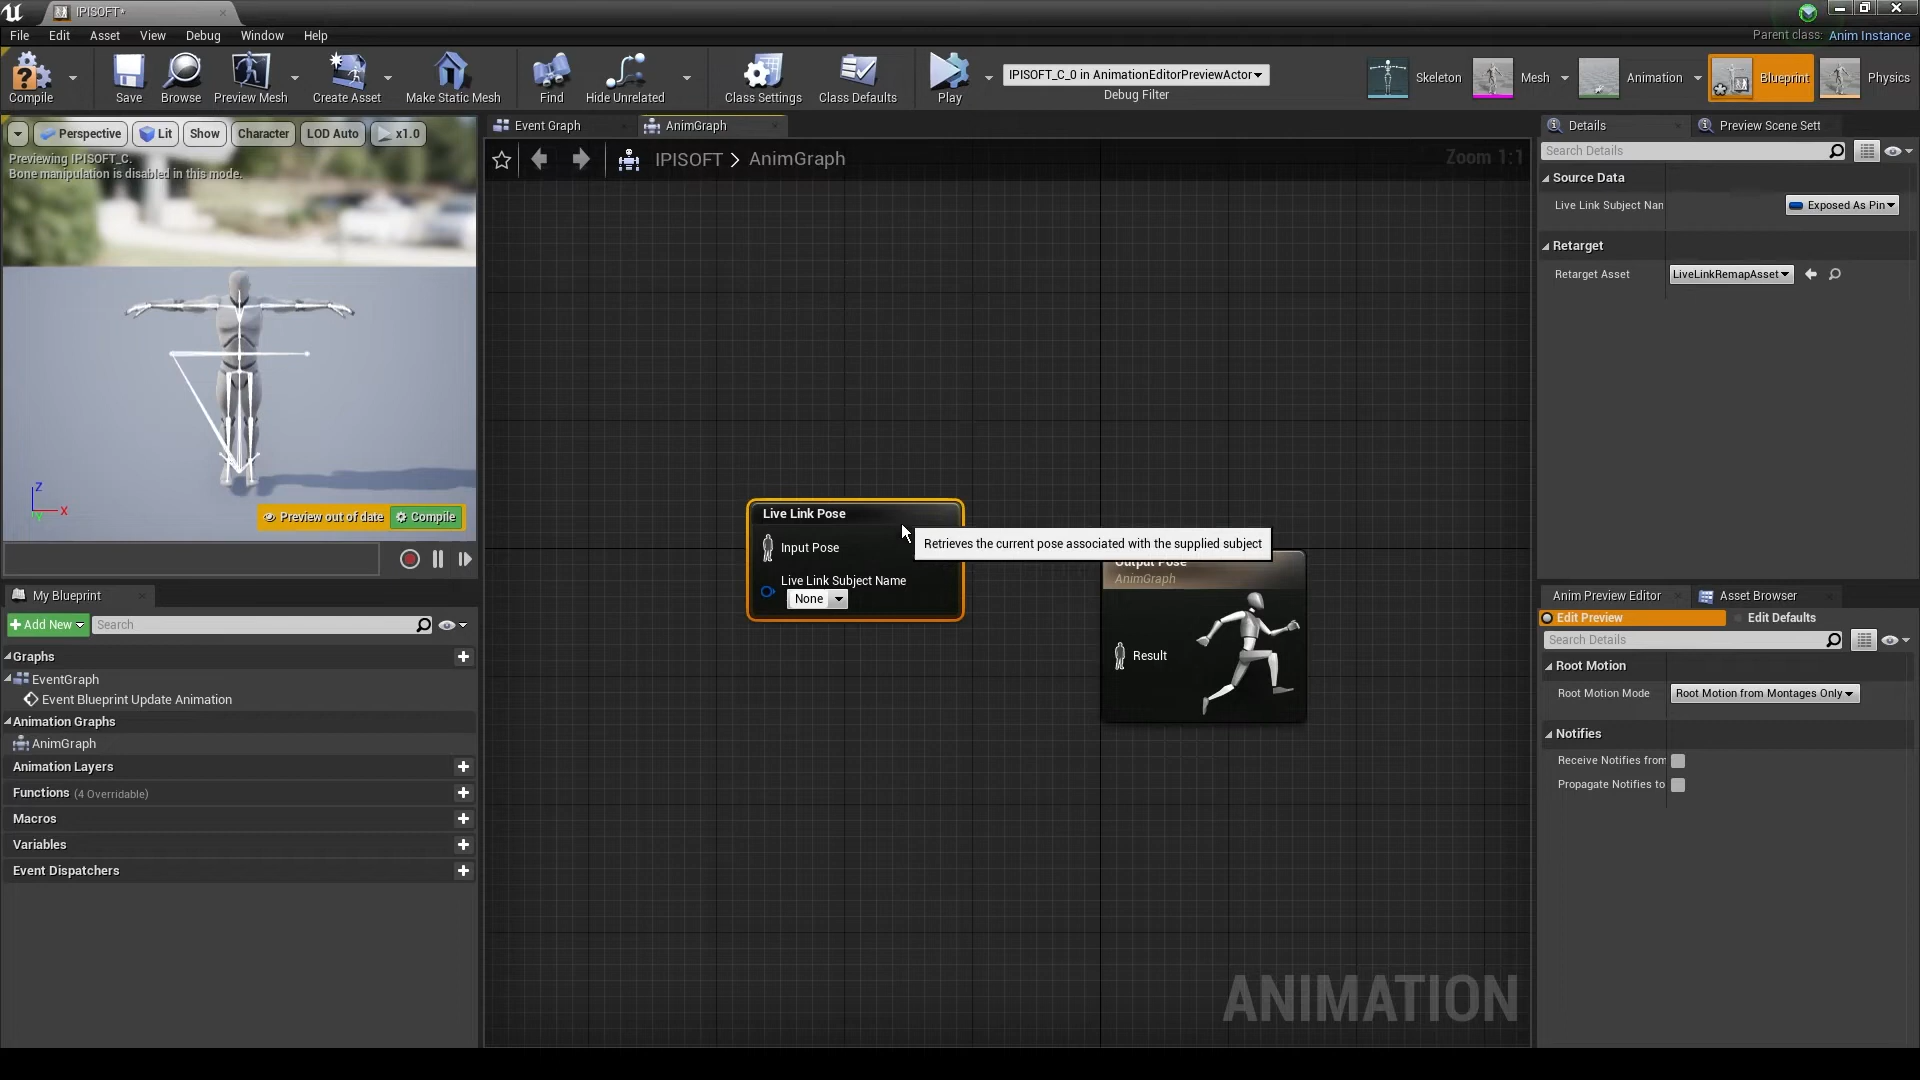 IPISOFT*
File Edit Asset View Debug Window Help
Parent class: Anim Instance
Compile
Save
Browse
Preview Mesh
Create Asset
Make Static Mesh
Find
Hide Unrelated
Class Settings
Class Defaults
Play
IPISOFT_C_0 in AnimationEditorPreviewActor
Debug Filter
Skeleton
Mesh
Animation
Blueprint
Physics
Perspective Lit Show Character LOD Auto x1.0
Previewing IPISOFT_C.
Bone manipulation is disabled in this mode.
Z
X
Y
Preview out of date Compile
My Blueprint
Add New Search
Graphs
EventGraph
Event Blueprint Update Animation
Animation Graphs
AnimGraph
Animation Layers
Functions (4 Overridable)
Macros
Variables
Event Dispatchers
Event Graph AnimGraph
IPISOFT > AnimGraph
Zoom 1:1
Live Link Pose
Input Pose
Live Link Subject Name
None
Retrieves the current pose associated with the supplied subject
Output Pose
AnimGraph
Result
ANIMATION
Details Preview Scene Sett
Search Details
Source Data
Live Link Subject Nan Exposed As Pin
Retarget
Retarget Asset LiveLinkRemapAsset
Anim Preview Editor Asset Browser
Edit Preview Edit Defaults
Search Details
Root Motion
Root Motion Mode Root Motion from Montages Only
Notifies
Receive Notifies from
Propagate Notifies to